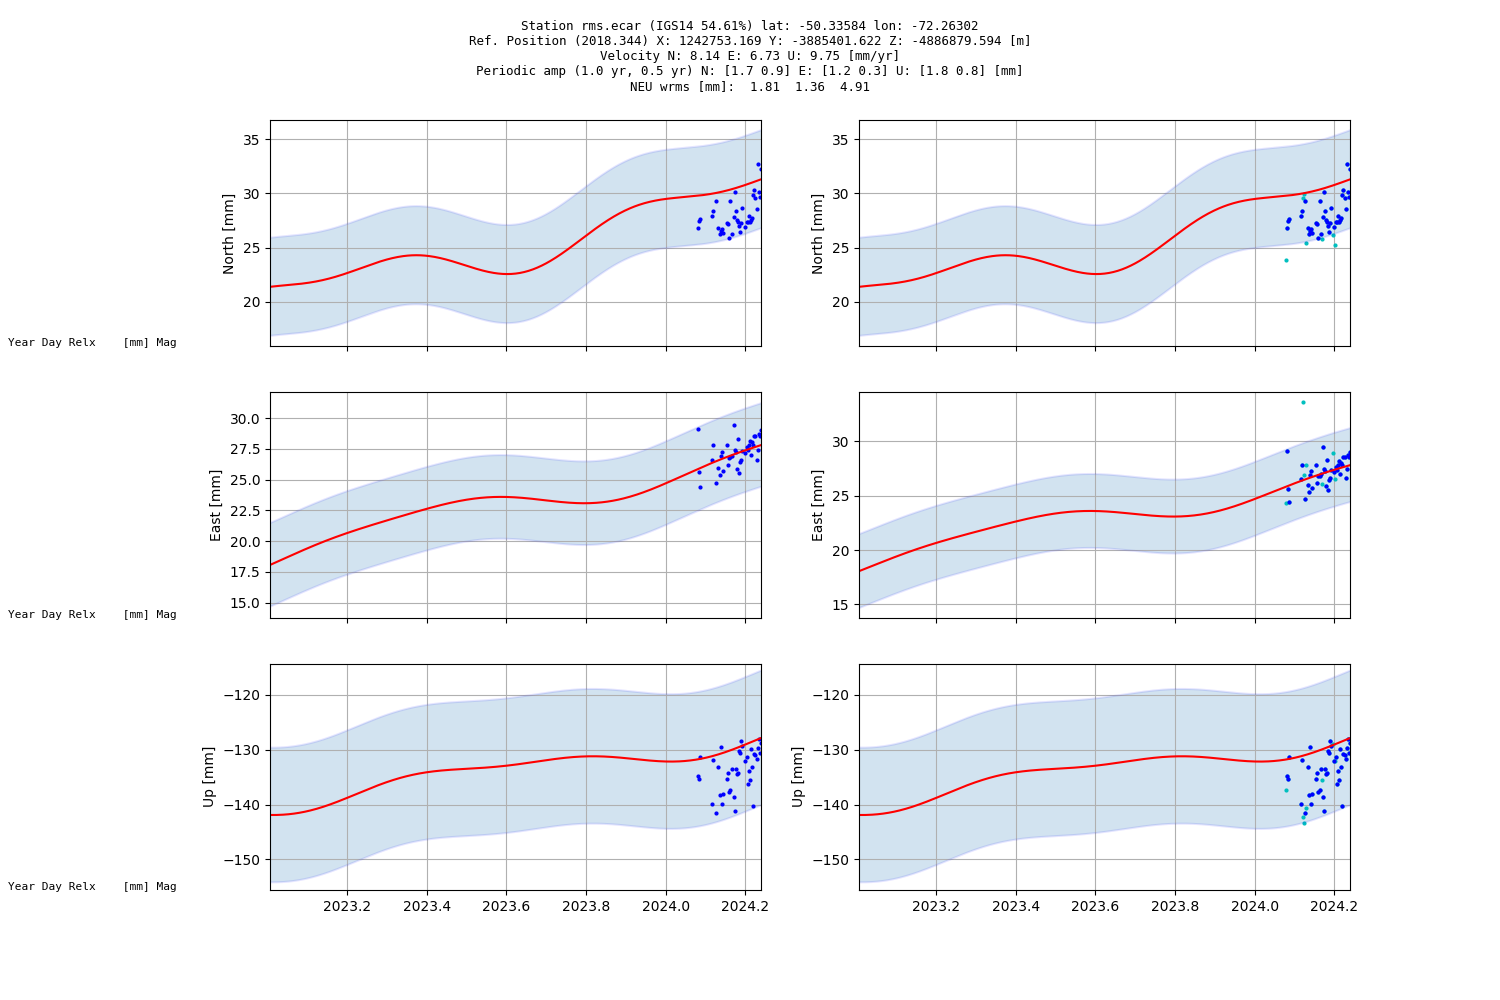 Station rms.ecar (IGS14 54.61%) lat: -50.33584 lon: -72.26302
Ref. Position (2018.344) X: 1242753.169 Y: -3885401.622 Z: -4886879.594 [m]
Velocity N: 8.14 E: 6.73 U: 9.75 [mm/yr]
Periodic amp (1.0 yr, 0.5 yr) N: [1.7 0.9] E: [1.2 0.3] U: [1.8 0.8] [mm]
NEU wrms [mm]:  1.81  1.36  4.91
North [mm]
35
30
25
20
North [mm]
35
30
25
20
Year Day Relx    [mm] Mag
East [mm]
30.0
27.5
25.0
22.5
20.0
17.5
15.0
East [mm]
30
25
20
15
Year Day Relx    [mm] Mag
Up [mm]
−120
−130
−140
−150
Up [mm]
−120
−130
−140
−150
Year Day Relx    [mm] Mag
2023.2 2023.4 2023.6 2023.8 2024.0 2024.2
2023.2 2023.4 2023.6 2023.8 2024.0 2024.2